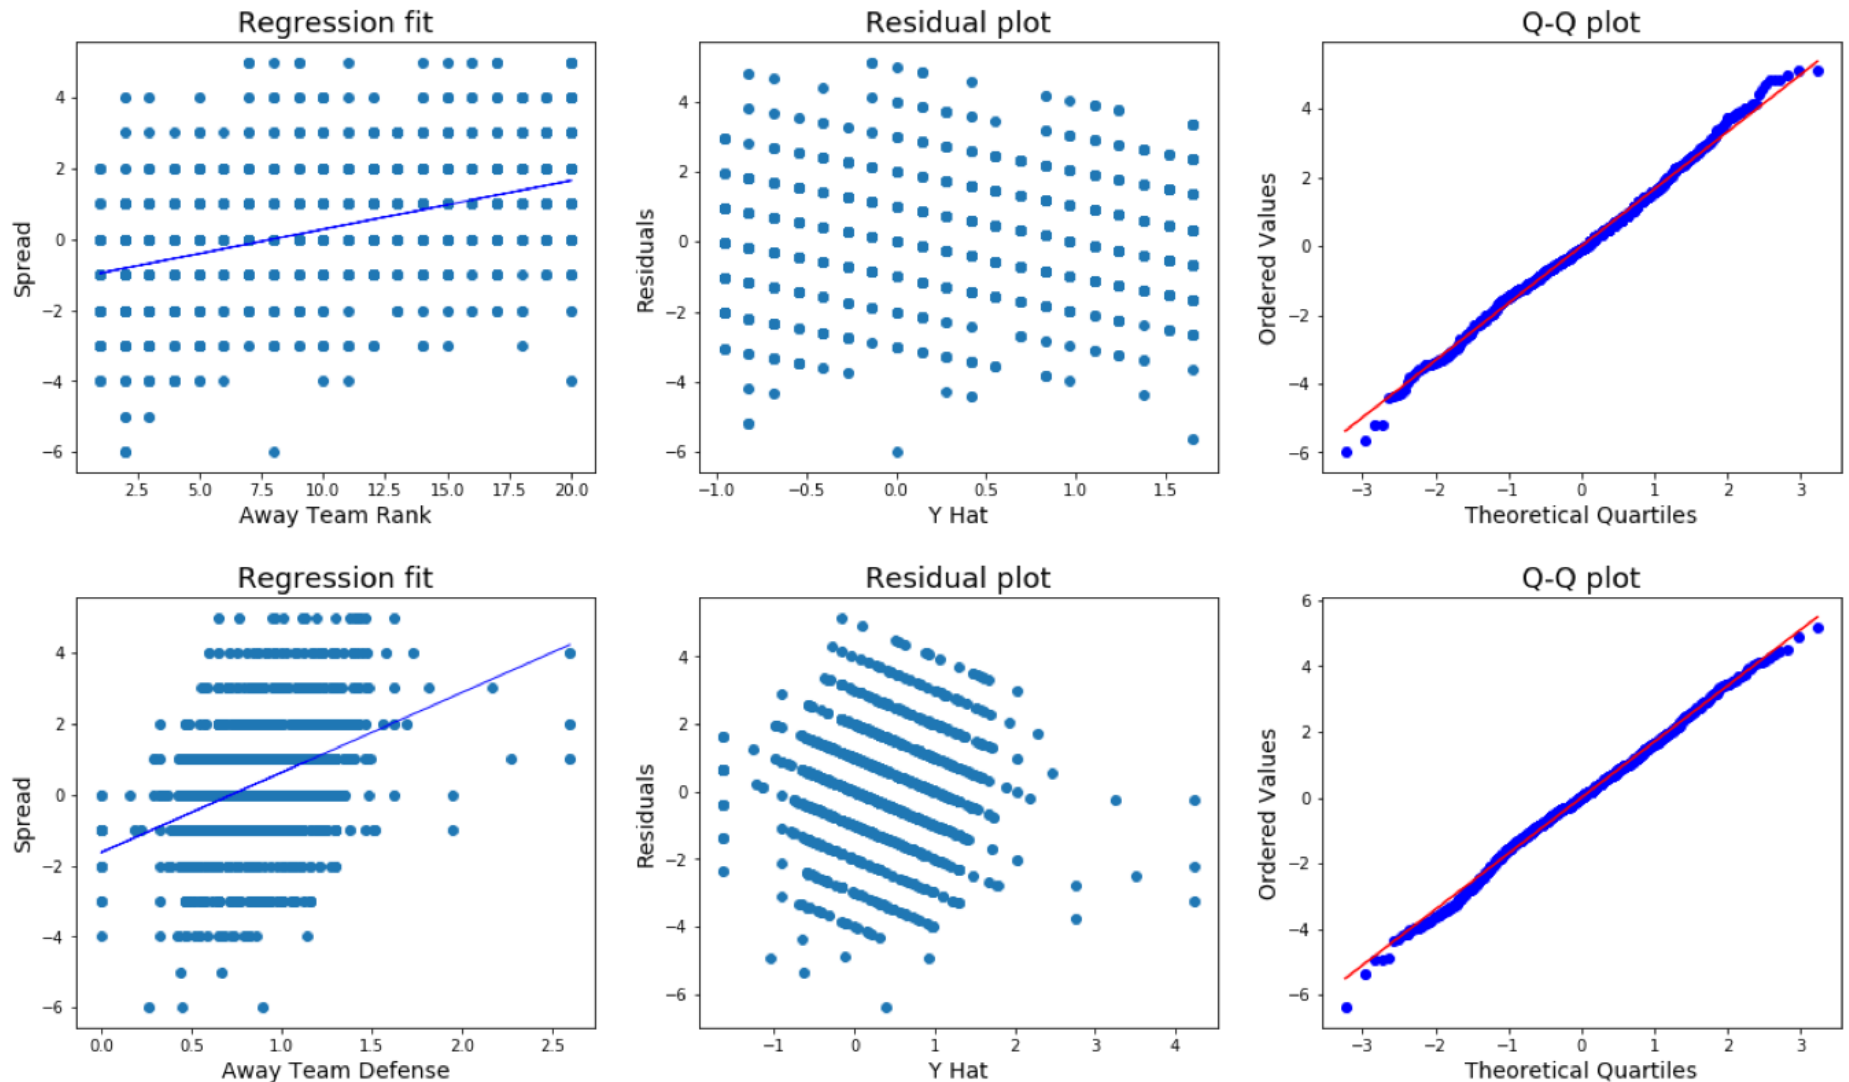 Regression fit
Residual plot
Q-Q plot
4
2
0
−2
−4
−6
Spread
2.5 5.0 7.5 10.0 12.5 15.0 17.5 20.0
Away Team Rank
4
2
0
−2
−4
−6
Residuals
−1.0 −0.5 0.0 0.5 1.0 1.5
Y Hat
4
2
0
−2
−4
−6
Ordered Values
−3 −2 −1 0 1 2 3
Theoretical Quartiles
Regression fit
Residual plot
Q-Q plot
4
2
0
−2
−4
−6
Spread
0.0 0.5 1.0 1.5 2.0 2.5
Away Team Defense
4
2
0
−2
−4
−6
Residuals
−1 0 1 2 3 4
Y Hat
6
4
2
0
−2
−4
−6
Ordered Values
−3 −2 −1 0 1 2 3
Theoretical Quartiles